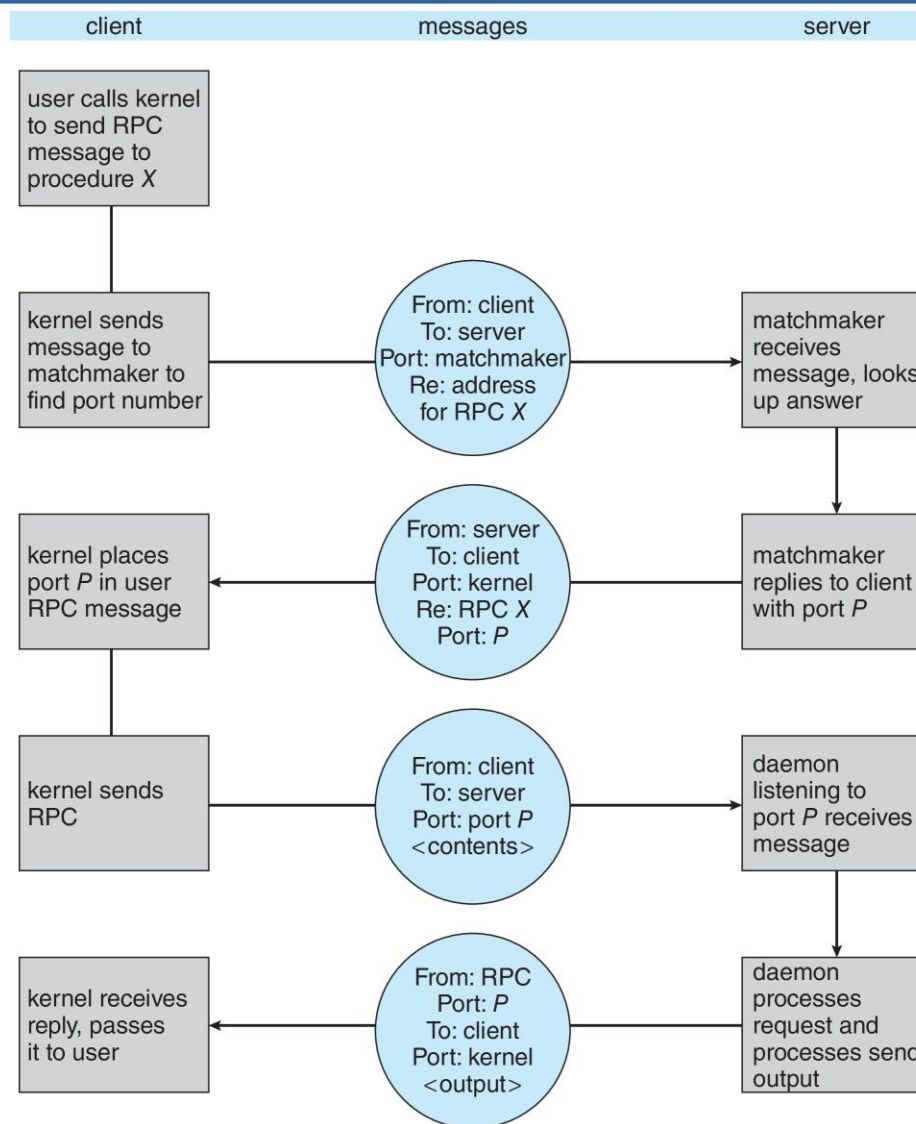 client
messages
server
user calls kernel
to send RPC
message to
procedure X
kernel sends
message to
matchmaker to
find port number
From: client
To: server
Port: matchmaker
Re: address
for RPC X
matchmaker
receives
message, looks
up answer
kernel places
port P in user
RPC message
From: server
To: client
Port: kernel
Re: RPC X
Port: P
matchmaker
replies to client
with port P
kernel sends
RPC
From: client
To: server
Port: port P
<contents>
daemon
listening to
port P receives
message
kernel receives
reply, passes
it to user
From: RPC
Port: P
To: client
Port: kernel
<output>
daemon
processes
request and
processes send
output